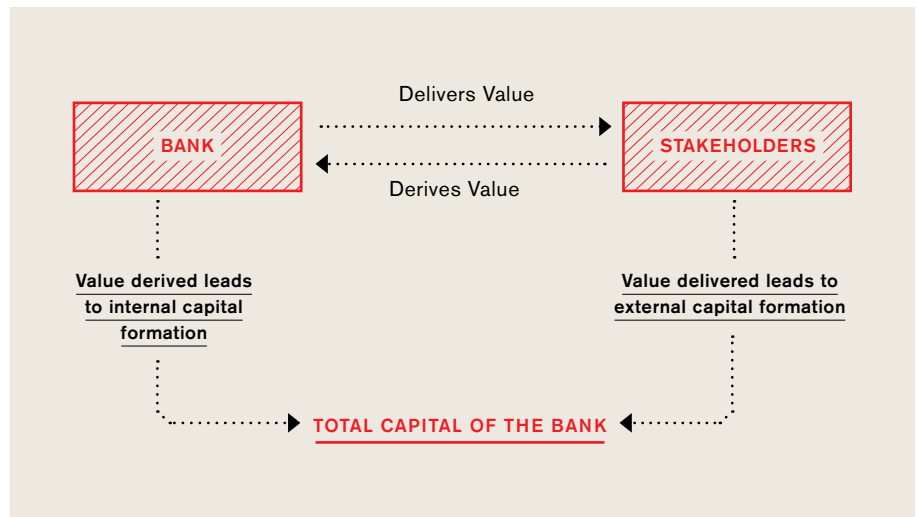 Delivers Value
BANK
STAKEHOLDERS
Derives Value
Value derived leads
to internal capital
formation
Value delivered leads to
external capital formation
TOTAL CAPITAL OF THE BANK